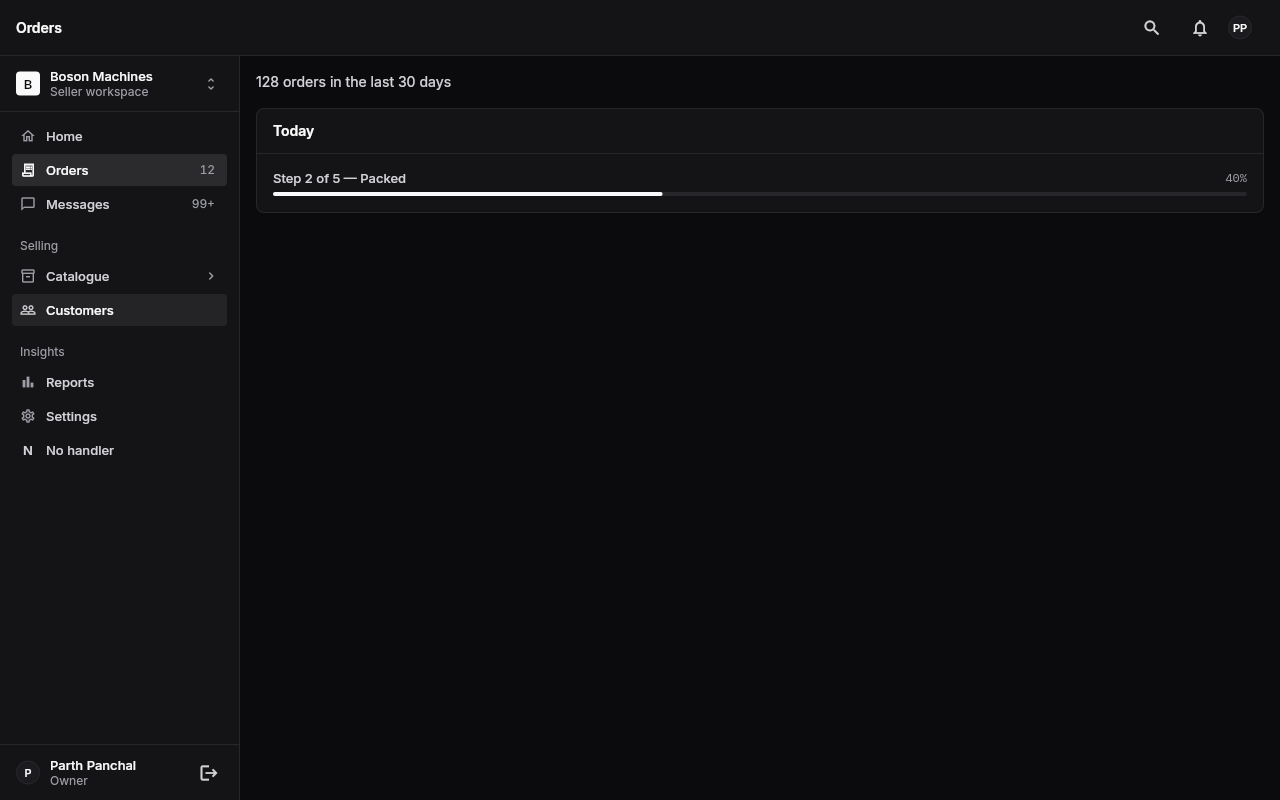 Orders
PP
B
Boson Machines
Seller workspace
Home
Orders 12
Messages 99+
Selling
Catalogue
Customers
Insights
Reports
Settings
N No handler
P
Parth Panchal
Owner
128 orders in the last 30 days
Today
Step 2 of 5 — Packed 40%